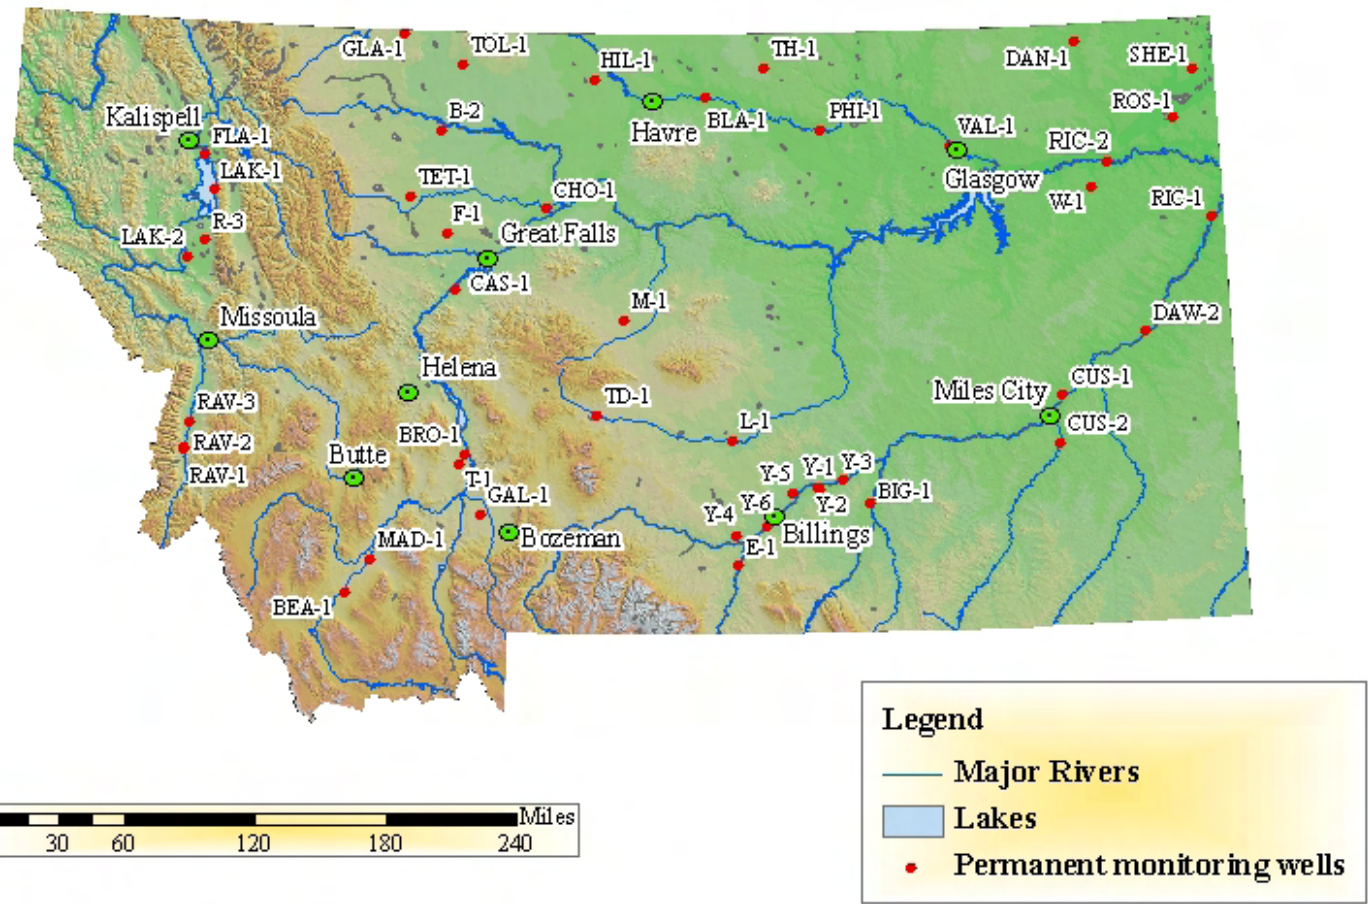 GLA-1
TOL-1
HIL-1
TH-1
DAN-1
SHE-1
Kalispell
B-2
Havre
BLA-1
PHI-1
ROS-1
FLA-1
VAL-1
RIC-2
LAK-1
TET-1
CHO-1
Glasgow
W-1
RIC-1
R-3
F-1
LAK-2
Great Falls
CAS-1
M-1
Missoula
DAW-2
Helena
Miles City
CUS-1
RAV-3
TD-1
L-1
CUS-2
RAV-2
BRO-1
Butte
RAV-1
T-1
Y-5
Y-1
Y-3
GAL-1
Y-6
Y-2
BIG-1
Y-4
MAD-1
Bozeman
E-1
Billings
BEA-1
Legend
Major Rivers
Lakes
Permanent monitoring wells
Miles
30 60 120 180 240